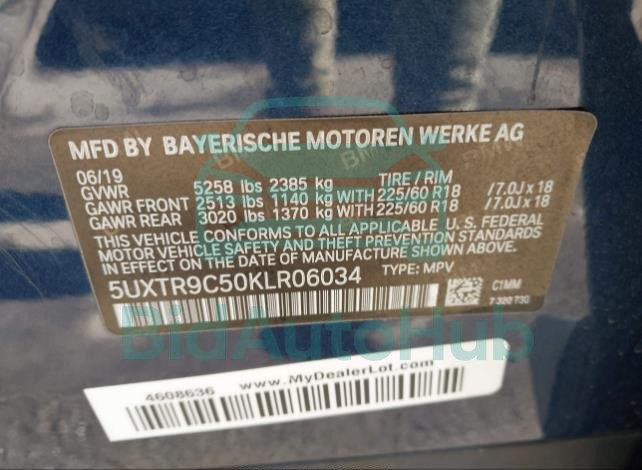 MFD BY BAYERISCHE MOTOREN WERKE AG
06/19 TIRE / RIM
GVWR 5258 lbs 2385 kg
GAWR FRONT 2513 lbs 1140 kg WITH 225/60 R18 /7.0J x 18
GAWR REAR 3020 lbs 1370 kg WITH 225/60 R18 /7.0J x 18
THIS VEHICLE CONFORMS TO ALL APPLICABLE U. S. FEDERAL
MOTOR VEHICLE SAFETY AND THEFT PREVENTION STANDARDS
IN EFFECT ON THE DATE OF MANUFACTURE SHOWN ABOVE.
5UXTR9C50KLR06034 TYPE: MPV
C1MM
7 320 730
BidAutoHub
4608636 www.MyDealerLot.com